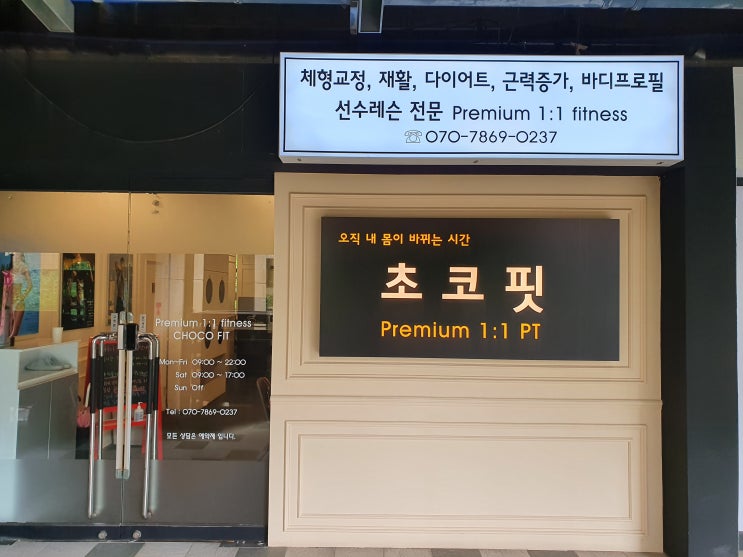 체형교정, 재활, 다이어트, 근력증가, 바디프로필
선수레슨 전문 Premium 1:1 fitness
☏ 070-7869-0237
오직 내 몸이 바뀌는 시간
초코핏
Premium 1:1 PT
Premium 1:1 fitness
CHOCO FIT
Mon-Fri 09:00 ~ 22:00
Sat 09:00 ~ 17:00
Sun Off
Tel : 070-7869-0237
모든 상담은 예약제 입니다.